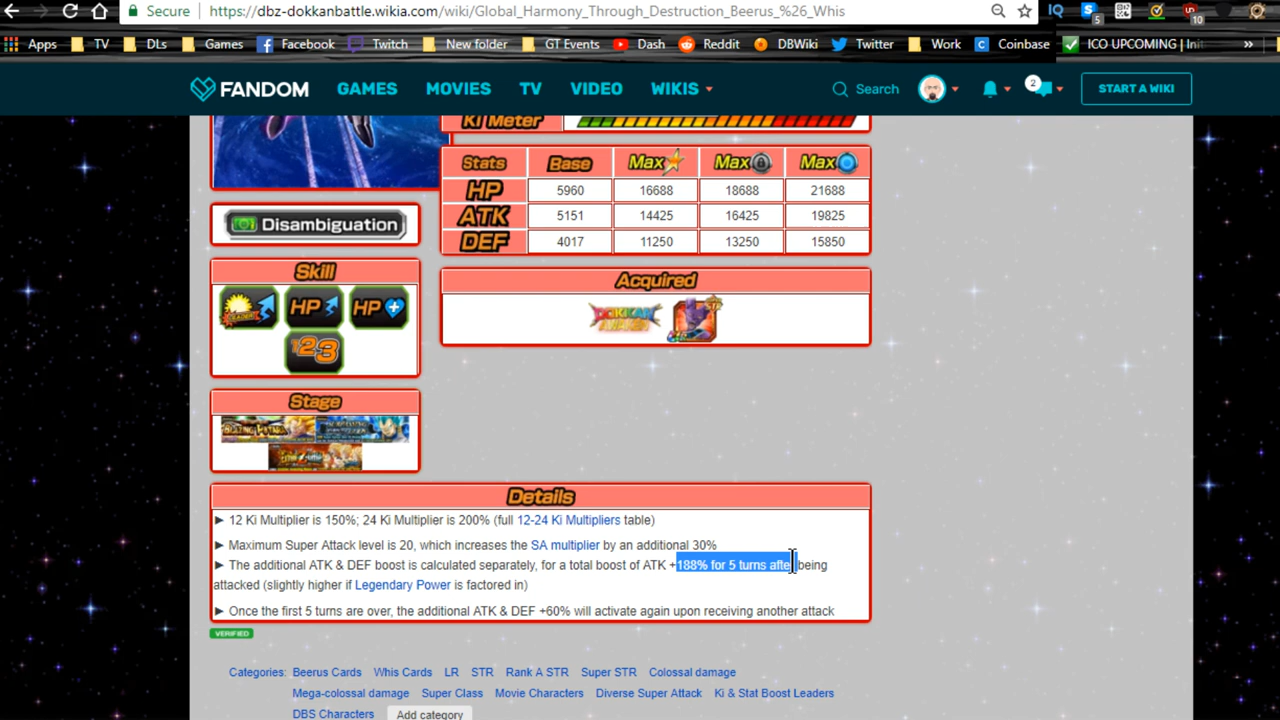 Secure https://dbz-dokkanbattle.wikia.com/wiki/Global_Harmony_Through_Destruction_Beerus_%26_Whis
Apps TV DLs Games Facebook Twitch New folder GT Events Dash Reddit DBWiki Twitter Work Coinbase ICO UPCOMING | Init »
FANDOM GAMES MOVIES TV VIDEO WIKIS Search 2 START A WIKI
Ki Meter
Stats Base Max Max Max
HP 5960 16688 18688 21688
ATK 5151 14425 16425 19825
DEF 4017 11250 13250 15850
Disambiguation
Skill
Acquired
LEADER HP HP+
123
DOKKAN AWAKEN
Stage
Details
► 12 Ki Multiplier is 150%; 24 Ki Multiplier is 200% (full 12-24 Ki Multipliers table)
► Maximum Super Attack level is 20, which increases the SA multiplier by an additional 30%
► The additional ATK & DEF boost is calculated separately, for a total boost of ATK +188% for 5 turns after being
attacked (slightly higher if Legendary Power is factored in)
► Once the first 5 turns are over, the additional ATK & DEF +60% will activate again upon receiving another attack
VERIFIED
Categories: Beerus Cards Whis Cards LR STR Rank A STR Super STR Colossal damage
Mega-colossal damage Super Class Movie Characters Diverse Super Attack Ki & Stat Boost Leaders
DBS Characters Add category